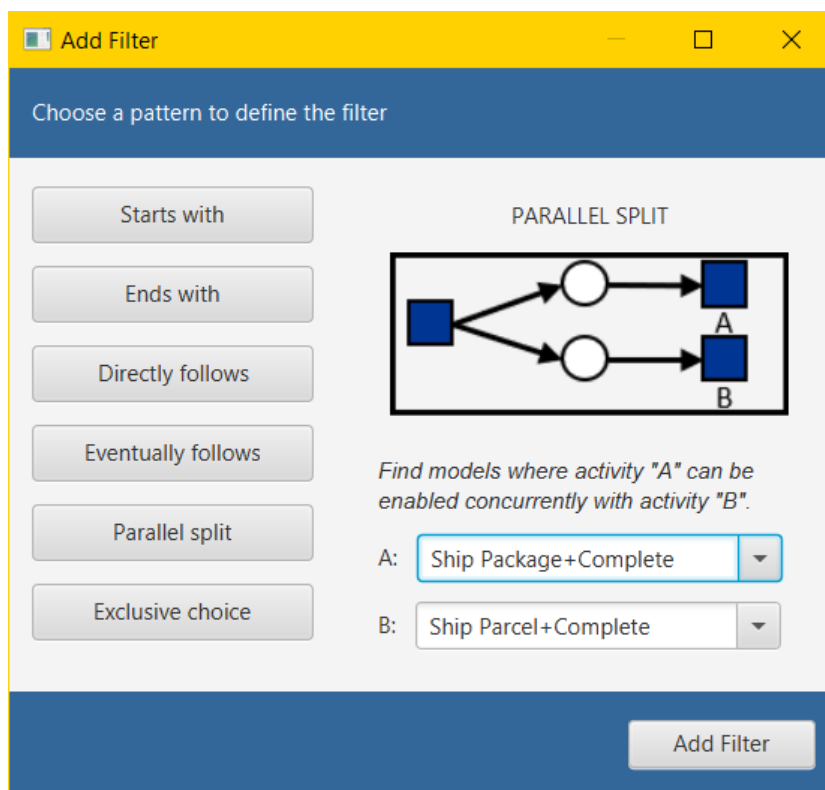 Add Filter
Choose a pattern to define the filter
Starts with
Ends with
Directly follows
Eventually follows
Parallel split
Exclusive choice
PARALLEL SPLIT
A
B
Find models where activity "A" can be
enabled concurrently with activity "B".
A: Ship Package+Complete
B: Ship Parcel+Complete
Add Filter